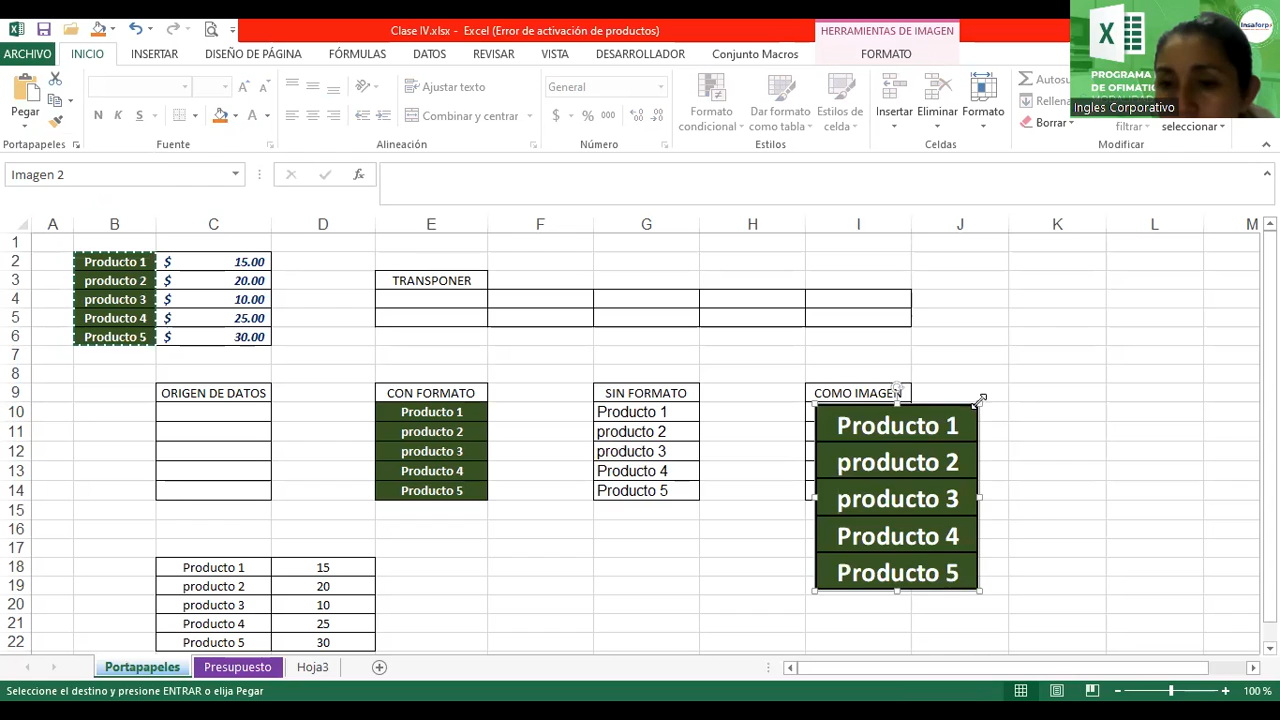 Clase IV.xlsx - Excel (Error de activación de productos)
HERRAMIENTAS DE IMAGEN
ARCHIVO INICIO INSERTAR DISEÑO DE PÁGINA FÓRMULAS DATOS REVISAR VISTA DESARROLLADOR Conjunto Macros FORMATO
Insaforp
PROGRAMA
DE OFIMATIC
Ingles Corporativo
Pegar
Portapapeles
N K S
Fuente
Ajustar texto
Combinar y centrar
Alineación
General
$ % 000
Número
Formato condicional
Dar formato como tabla
Estilos de celda
Estilos
Insertar
Eliminar
Formato
Celdas
Autosu
Rellena
Borrar
filtrar
seleccionar
Modificar
Imagen 2
fx
A B C D E F G H I J K L M
1
2 Producto 1 $ 15.00
3 producto 2 $ 20.00 TRANSPONER
4 producto 3 $ 10.00
5 Producto 4 $ 25.00
6 Producto 5 $ 30.00
7
8
9 ORIGEN DE DATOS CON FORMATO SIN FORMATO COMO IMAGEN
10 Producto 1 Producto 1 Producto 1
11 producto 2 producto 2 producto 2
12 producto 3 producto 3 producto 3
13 Producto 4 Producto 4 Producto 4
14 Producto 5 Producto 5 Producto 5
15
16
17
18 Producto 1 15
19 producto 2 20
20 producto 3 10
21 Producto 4 25
22 Producto 5 30
Portapapeles Presupuesto Hoja3
Seleccione el destino y presione ENTRAR o elija Pegar
100 %